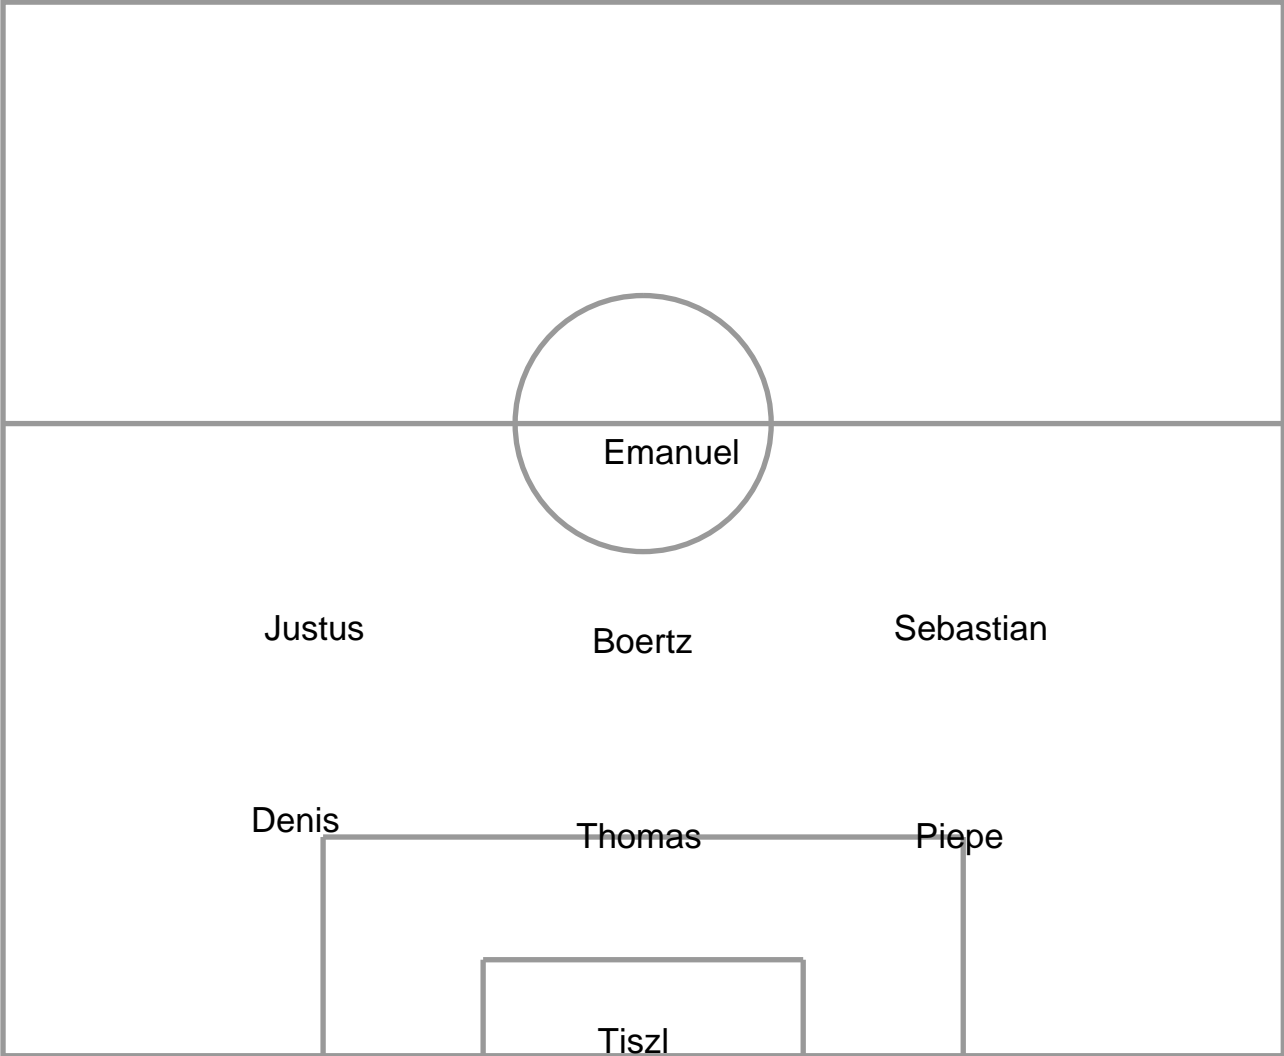 Emanuel
Justus
Boertz
Sebastian
Denis
Thomas
Piepe
Tiszl